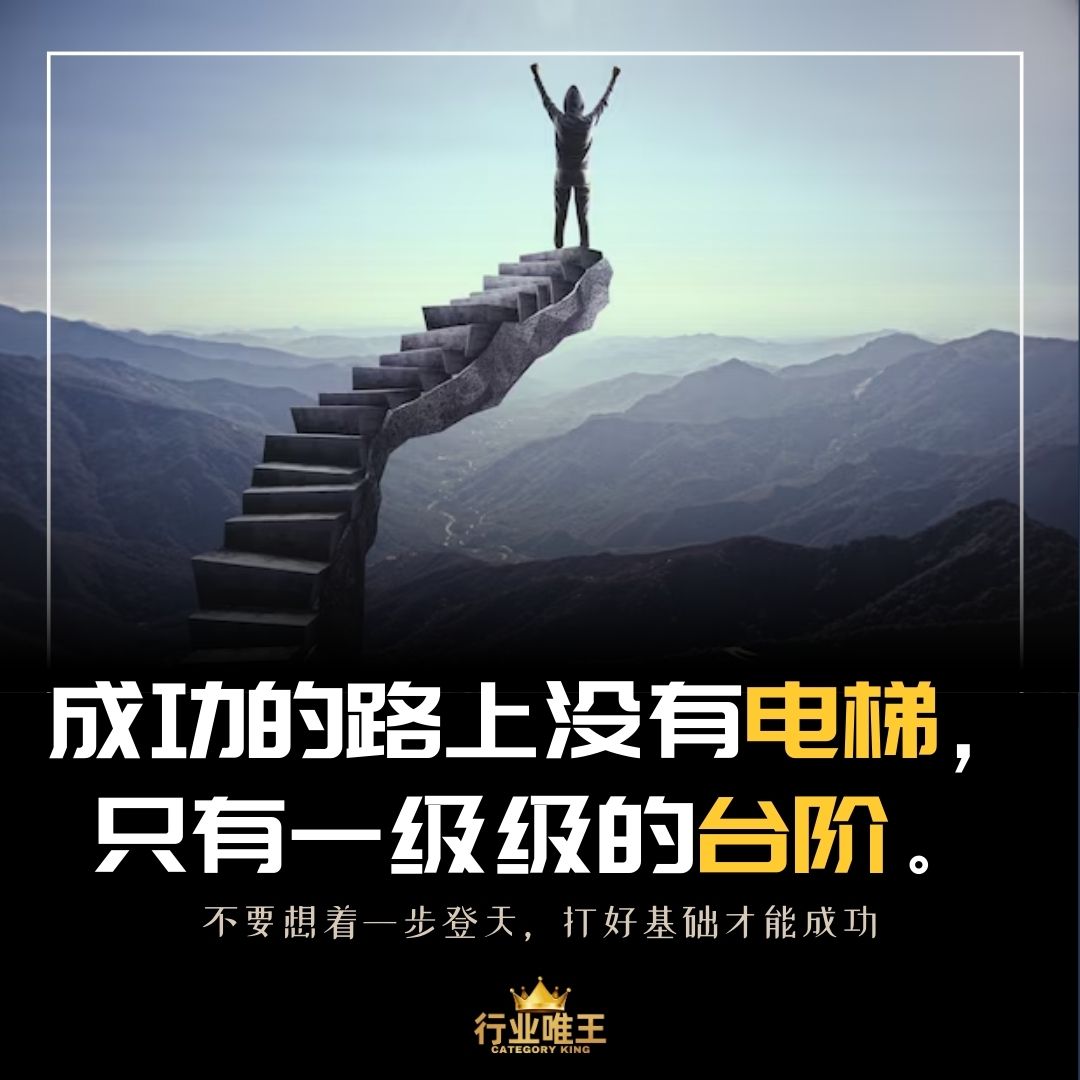 成功的路上没有电梯，
只有一级级的台阶。
不要想着一步登天，打好基础才能成功
行业唯王
CATEGORY KING